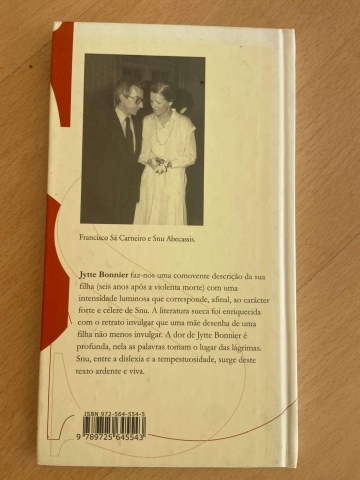 Francisco Sá Carneiro e Snu Abecassis.
Jytte Bonnier faz-nos uma comovente descrição da sua
filha (seis anos após a violenta morte) com uma
intensidade luminosa que corresponde, afinal, ao carácter
forte e célere de Snu. A literatura sueca foi enriquecida
com o retrato invulgar que uma mãe desenha de uma
filha não menos invulgar. A dor de Jytte Bonnier é
profunda, nela as palavras tomam o lugar das lágrimas.
Snu, entre a dislexia e a tempestuosidade, surge deste
texto ardente e viva.
ISBN 972-564-554-5
9 789725 645543